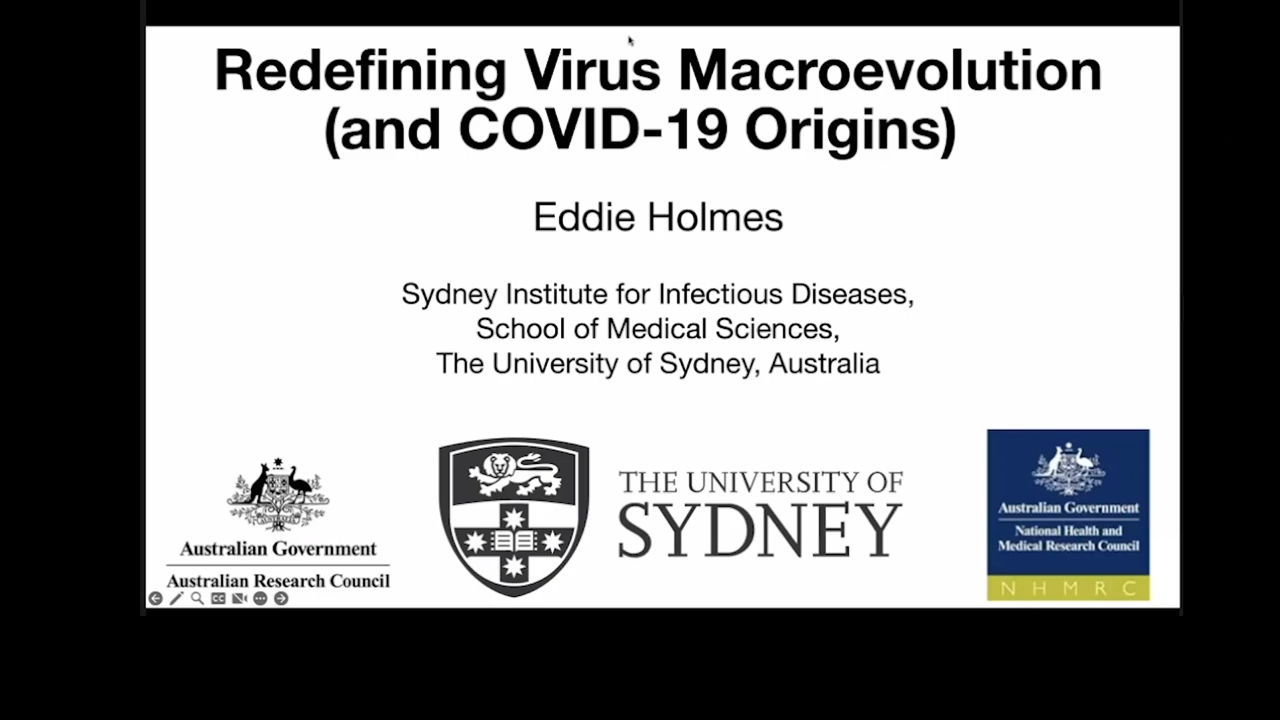 Redefining Virus Macroevolution
(and COVID-19 Origins)
Eddie Holmes
Sydney Institute for Infectious Diseases,
School of Medical Sciences,
The University of Sydney, Australia
Australian Government
Australian Research Council
THE UNIVERSITY OF
SYDNEY
Australian Government
National Health and
Medical Research Council
NHMRC
CC